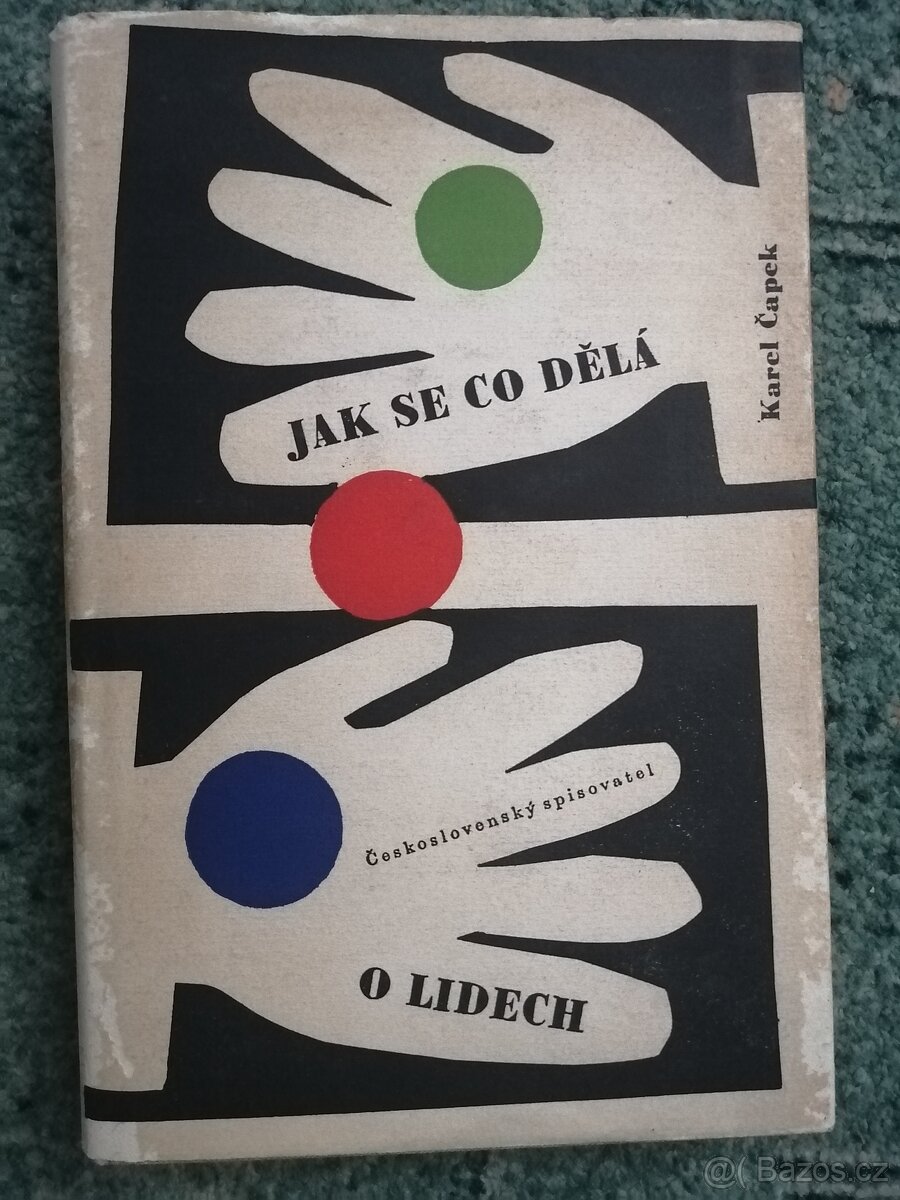 Karel Čapek
JAK SE CO DĚLÁ
Československý spisovatel
O LIDECH
@( Bazos.cz